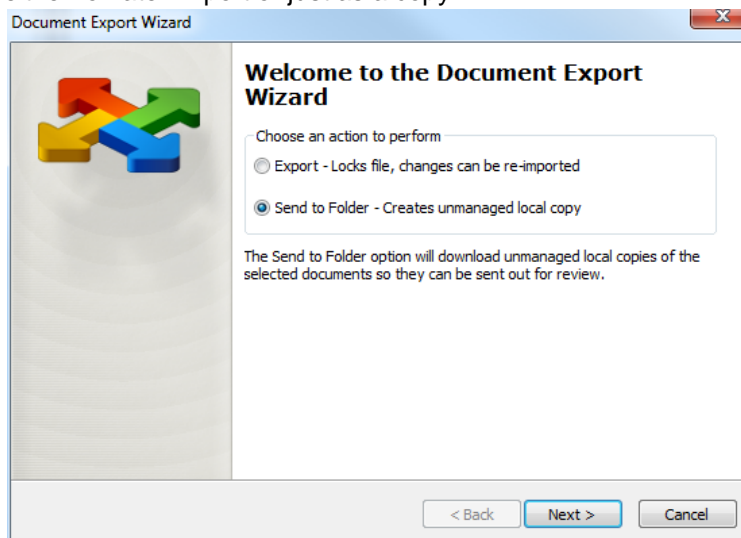 Document Export Wizard
Welcome to the Document Export
Wizard
Choose an action to perform
Export - Locks file, changes can be re-imported
Send to Folder - Creates unmanaged local copy
The Send to Folder option will download unmanaged local copies of the
selected documents so they can be sent out for review.
< Back
Next >
Cancel